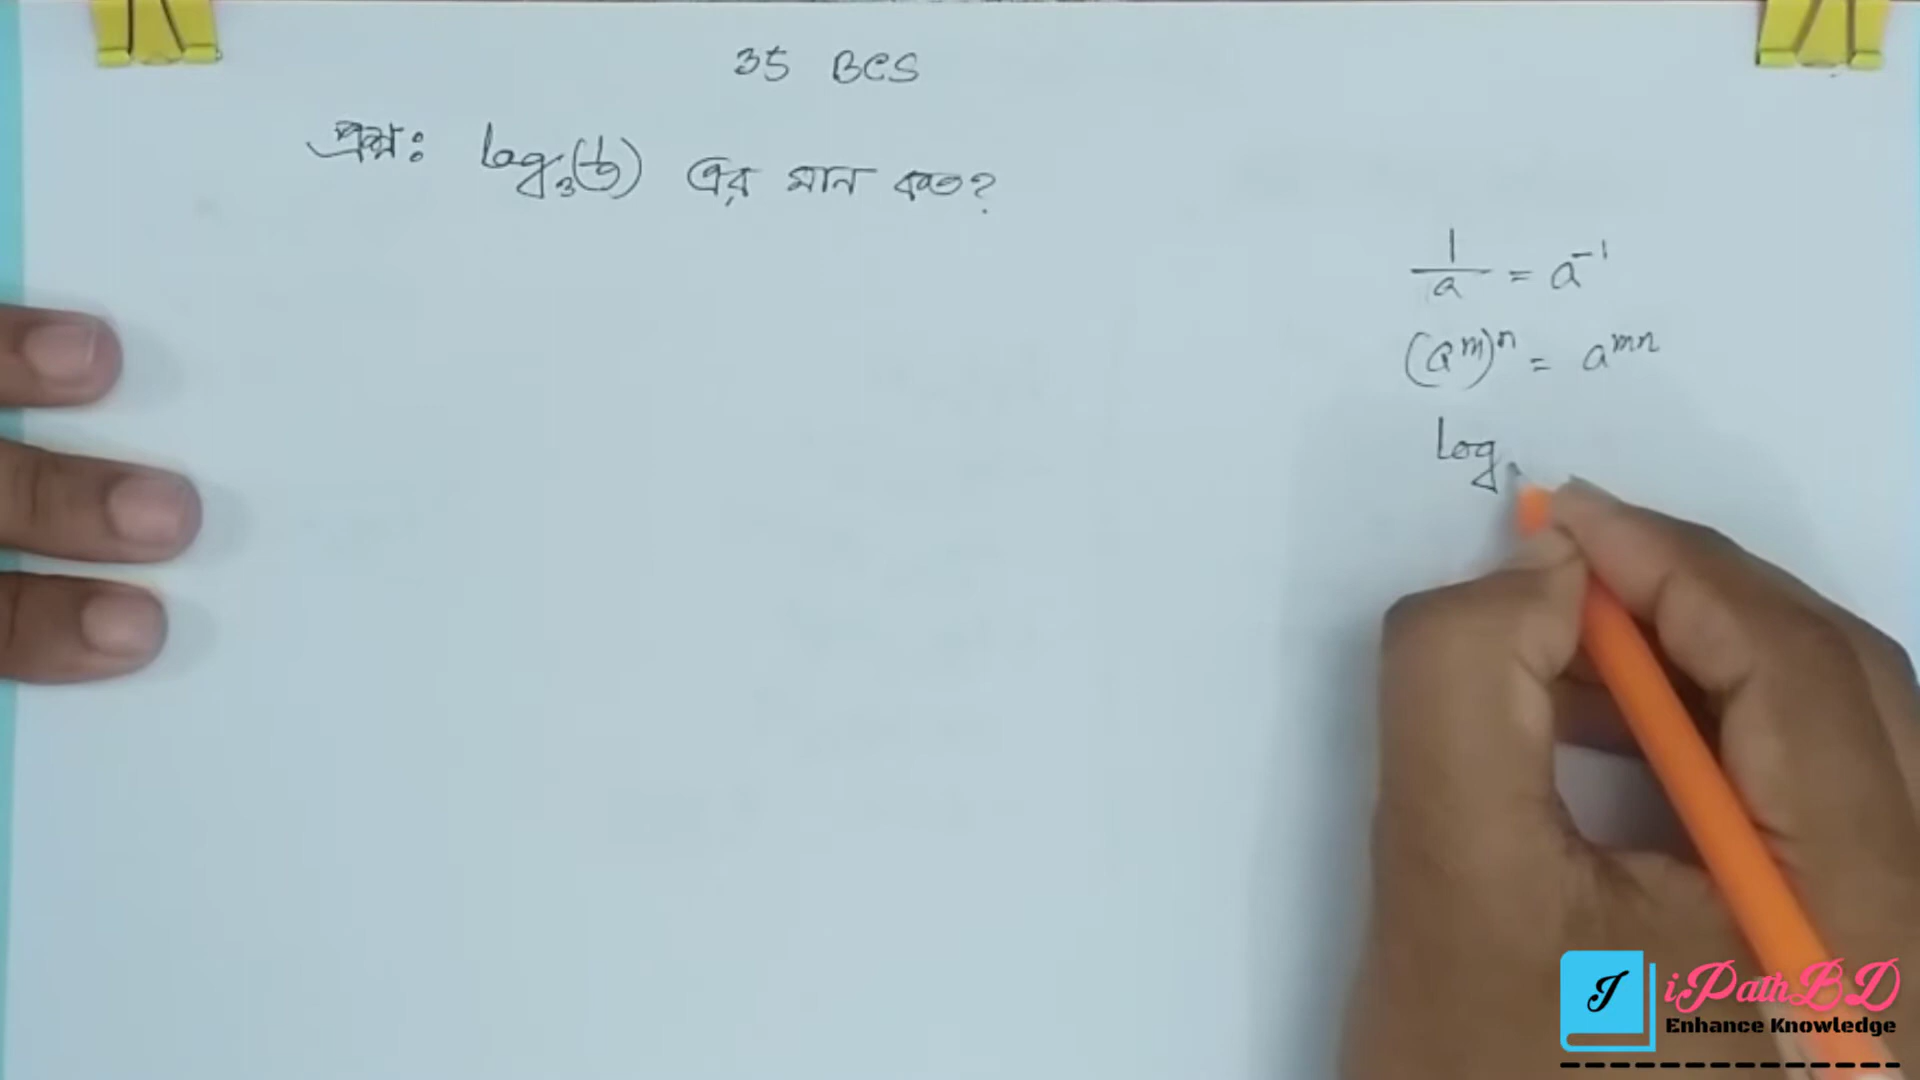 35 BCS
প্রশ্ন: log₃(1/9) এর মান কত?
1/a = a⁻¹
(aᵐ)ⁿ = aᵐⁿ
log
iPathBD
Enhance Knowledge